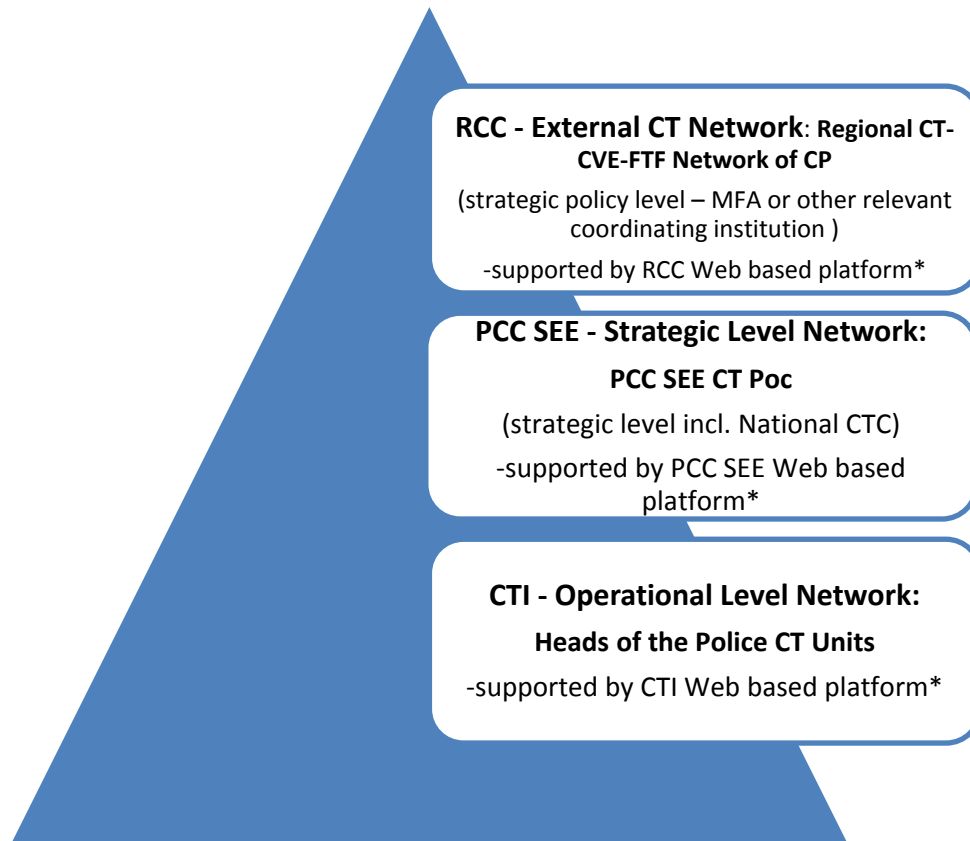 RCC - External CT Network: Regional CT-
CVE-FTF Network of CP
(strategic policy level – MFA or other relevant
coordinating institution )
-supported by RCC Web based platform*
PCC SEE - Strategic Level Network:
PCC SEE CT Poc
(strategic level incl. National CTC)
-supported by PCC SEE Web based
platform*
CTI - Operational Level Network:
Heads of the Police CT Units
-supported by CTI Web based platform*